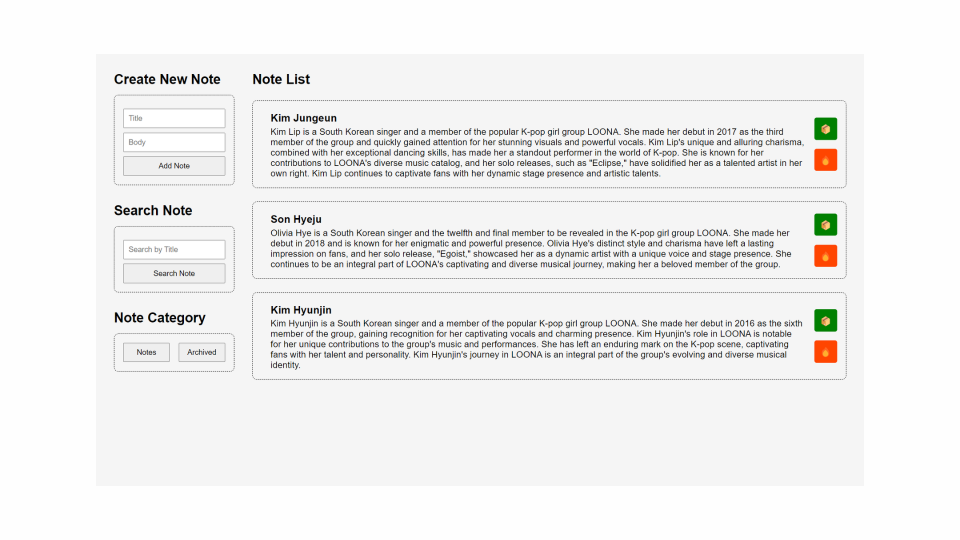 Create New Note
Title
Body
Add Note
Search Note
Search by Title
Search Note
Note Category
Notes
Archived
Note List
Kim Jungeun
Kim Lip is a South Korean singer and a member of the popular K-pop girl group LOONA. She made her debut in 2017 as the third
member of the group and quickly gained attention for her stunning visuals and powerful vocals. Kim Lip's unique and alluring charisma,
combined with her exceptional dancing skills, has made her a standout performer in the world of K-pop. She is known for her
contributions to LOONA's diverse music catalog, and her solo releases, such as "Eclipse," have solidified her as a talented artist in her
own right. Kim Lip continues to captivate fans with her dynamic stage presence and artistic talents.
Son Hyeju
Olivia Hye is a South Korean singer and the twelfth and final member to be revealed in the K-pop girl group LOONA. She made her
debut in 2018 and is known for her enigmatic and powerful presence. Olivia Hye's distinct style and charisma have left a lasting
impression on fans, and her solo release, "Egoist," showcased her as a dynamic artist with a unique voice and stage presence. She
continues to be an integral part of LOONA's captivating and diverse musical journey, making her a beloved member of the group.
Kim Hyunjin
Kim Hyunjin is a South Korean singer and a member of the popular K-pop girl group LOONA. She made her debut in 2016 as the sixth
member of the group, gaining recognition for her captivating vocals and charming presence. Kim Hyunjin's role in LOONA is notable
for her unique contributions to the group's music and performances. She has left an enduring mark on the K-pop scene, captivating
fans with her talent and personality. Kim Hyunjin's journey in LOONA is an integral part of the group's evolving and diverse musical
identity.